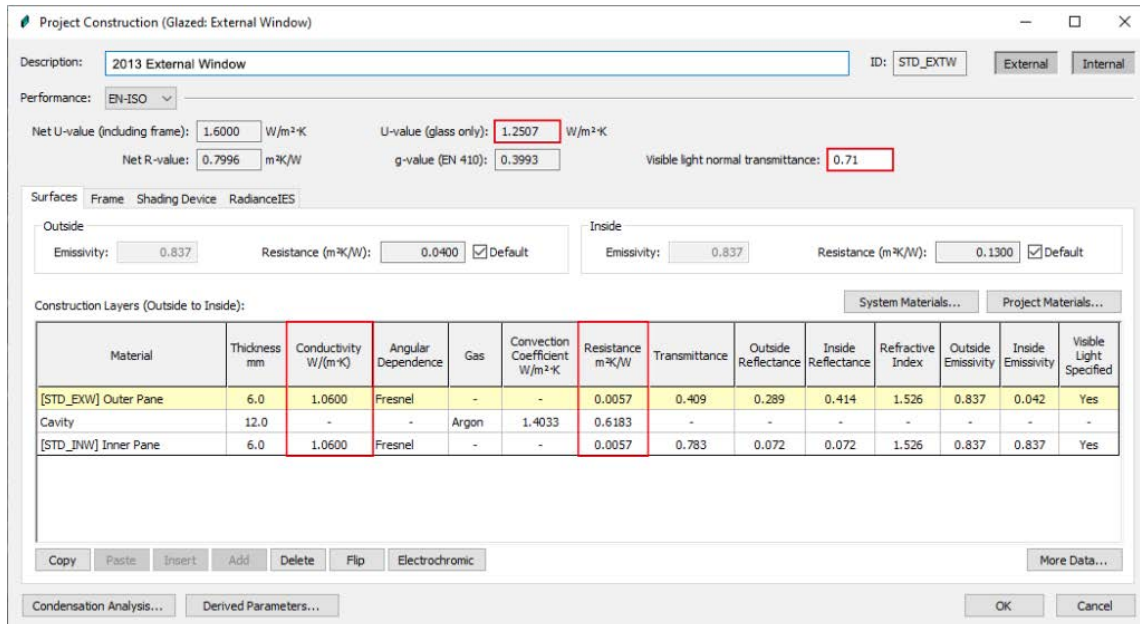 Project Construction (Glazed: External Window)
Description: 2013 External Window ID: STD_EXTW External Internal
Performance: EN-ISO
Net U-value (including frame): 1.6000 W/m²·K U-value (glass only): 1.2507 W/m²·K
Net R-value: 0.7996 m²K/W g-value (EN 410): 0.3993 Visible light normal transmittance: 0.71
Surfaces Frame Shading Device RadianceIES
Outside Inside
Emissivity: 0.837 Resistance (m²K/W): 0.0400 Default Emissivity: 0.837 Resistance (m²K/W): 0.1300 Default
System Materials... Project Materials...
Construction Layers (Outside to Inside):
Material Thickness mm Conductivity W/(m·K) Angular Dependence Gas Convection Coefficient W/m²·K Resistance m²K/W Transmittance Outside Reflectance Inside Reflectance Refractive Index Outside Emissivity Inside Emissivity Visible Light Specified
[STD_EXW] Outer Pane 6.0 1.0600 Fresnel - - 0.0057 0.409 0.289 0.414 1.526 0.837 0.042 Yes
Cavity 12.0 - - Argon 1.4033 0.6183 - - - - - - -
[STD_INW] Inner Pane 6.0 1.0600 Fresnel - - 0.0057 0.783 0.072 0.072 1.526 0.837 0.837 Yes
Copy Paste Insert Add Delete Flip Electrochromic More Data...
Condensation Analysis... Derived Parameters... OK Cancel